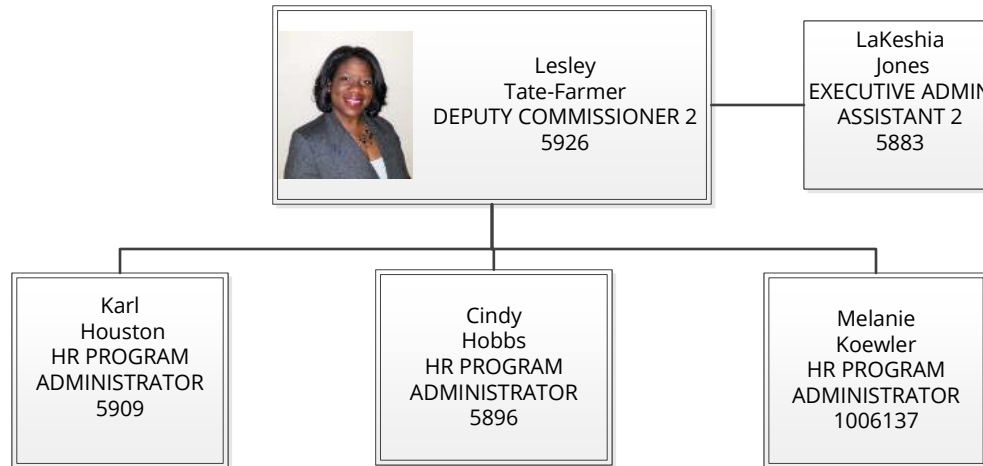 Lesley
Tate-Farmer
DEPUTY COMMISSIONER 2
5926
LaKeshia
Jones
EXECUTIVE ADMIN
ASSISTANT 2
5883
Karl
Houston
HR PROGRAM
ADMINISTRATOR
5909
Cindy
Hobbs
HR PROGRAM
ADMINISTRATOR
5896
Melanie
Koewler
HR PROGRAM
ADMINISTRATOR
1006137